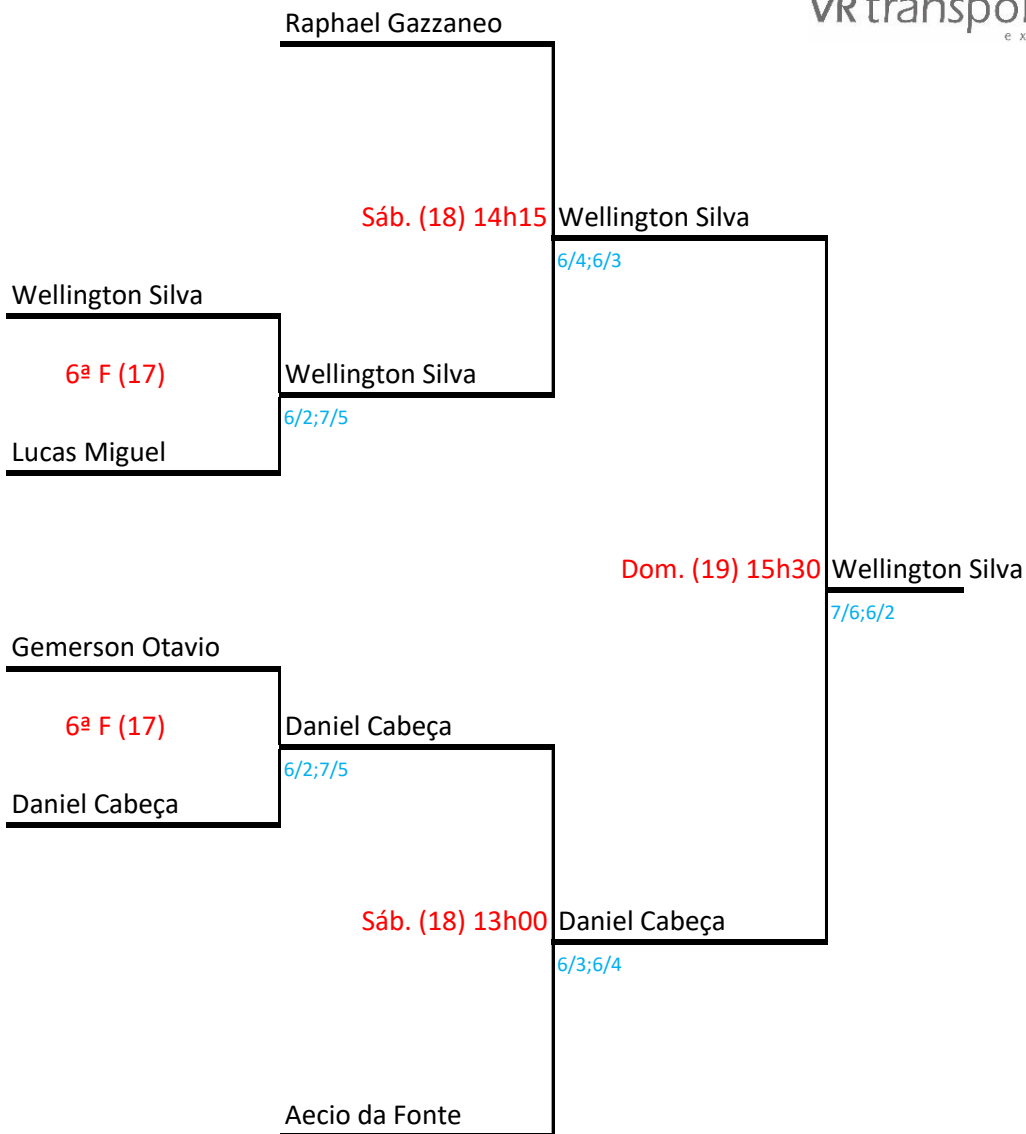 Raphael Gazzaneo
Sáb. (18) 14h15 Wellington Silva
6/4;6/3
Wellington Silva
6ª F (17) Wellington Silva
6/2;7/5
Lucas Miguel
Dom. (19) 15h30 Wellington Silva
7/6;6/2
Gemerson Otavio
6ª F (17) Daniel Cabeça
6/2;7/5
Daniel Cabeça
Sáb. (18) 13h00 Daniel Cabeça
6/3;6/4
Aecio da Fonte